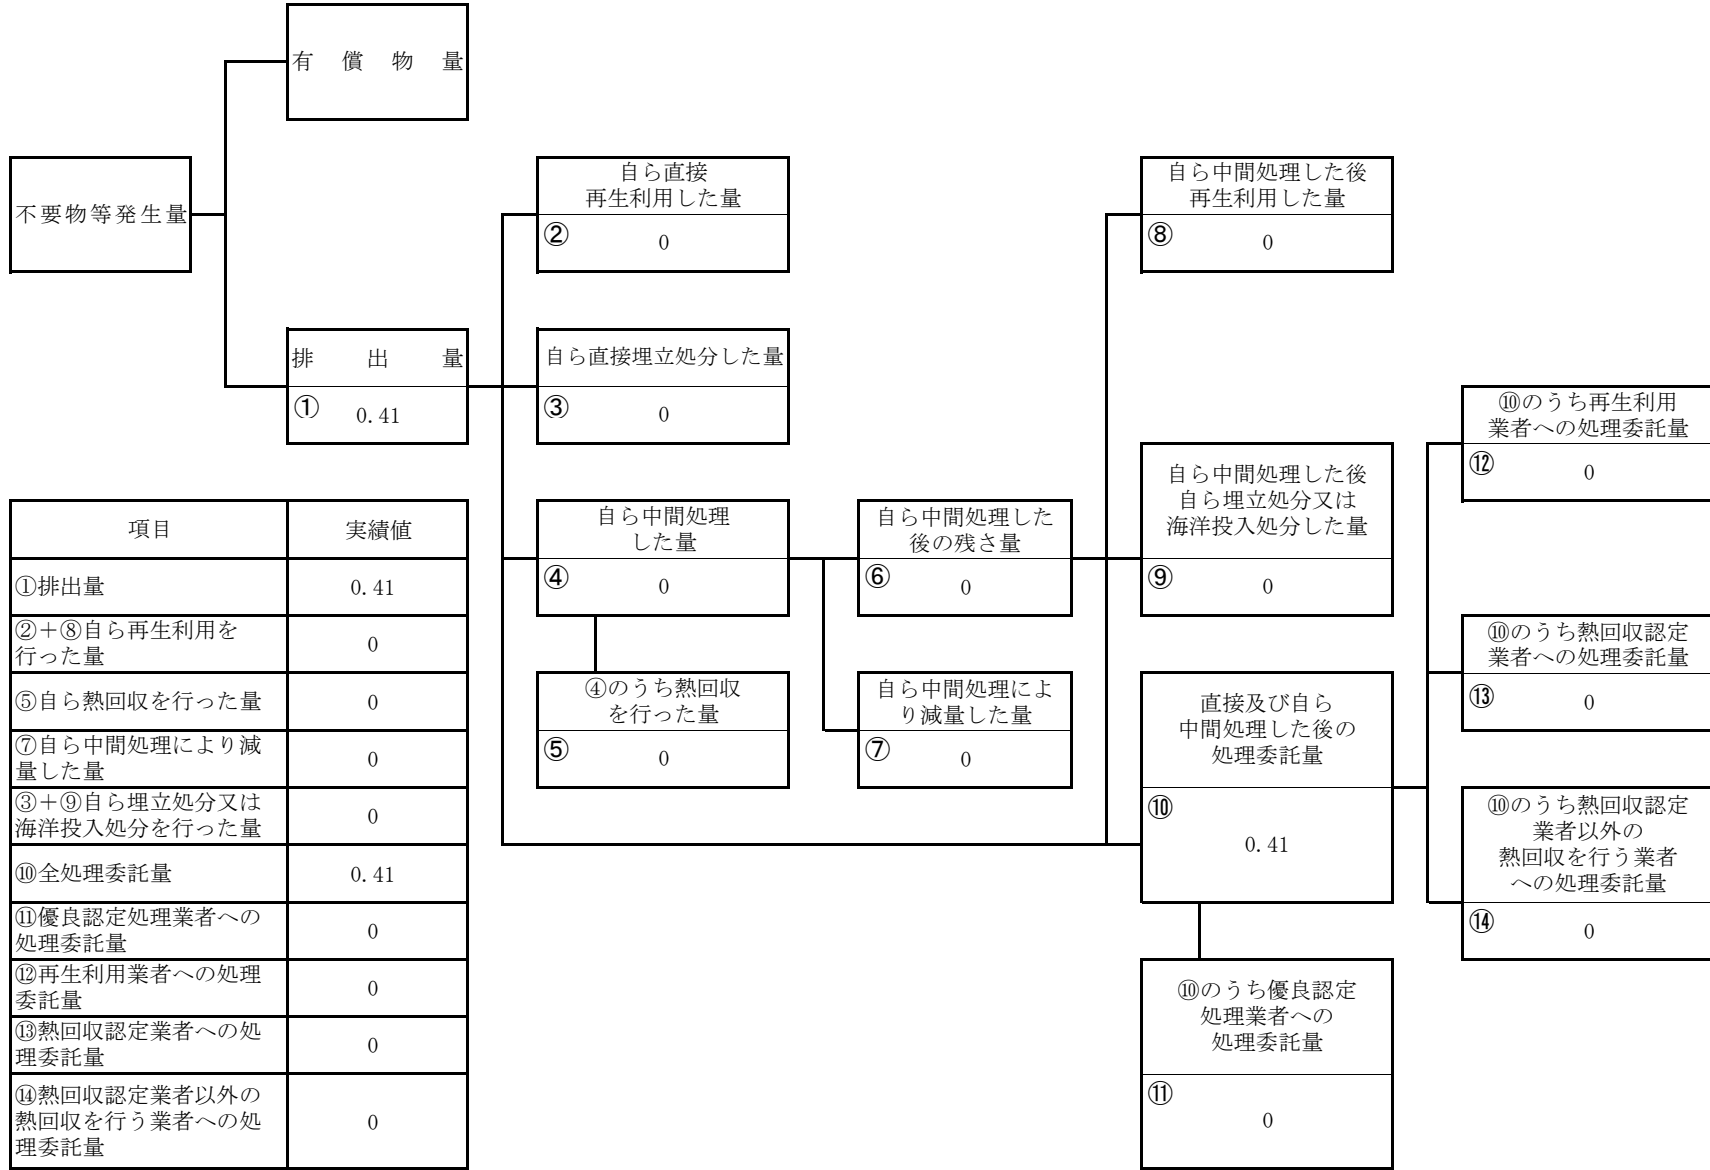 有償物量
不要物等発生量
排出量
① 0.41
自ら直接
再生利用した量
② 0
自ら直接埋立処分した量
③ 0
自ら中間処理
した量
④ 0
④のうち熱回収
を行った量
⑤ 0
自ら中間処理した
後の残さ量
⑥ 0
自ら中間処理によ
り減量した量
⑦ 0
自ら中間処理した後
再生利用した量
⑧ 0
自ら中間処理した後
自ら埋立処分又は
海洋投入処分した量
⑨ 0
直接及び自ら
中間処理した後の
処理委託量
⑩
0.41
⑩のうち優良認定
処理業者への
処理委託量
⑪
0
⑩のうち再生利用
業者への処理委託量
⑫ 0
⑩のうち熱回収認定
業者への処理委託量
⑬ 0
⑩のうち熱回収認定
業者以外の
熱回収を行う業者
への処理委託量
⑭ 0
項目 実績値
①排出量 0.41
②＋⑧自ら再生利用を
行った量 0
⑤自ら熱回収を行った量 0
⑦自ら中間処理により減
量した量 0
③＋⑨自ら埋立処分又は
海洋投入処分を行った量 0
⑩全処理委託量 0.41
⑪優良認定処理業者への
処理委託量 0
⑫再生利用業者への処理
委託量 0
⑬熱回収認定業者への処
理委託量 0
⑭熱回収認定業者以外の
熱回収を行う業者への処 0
理委託量